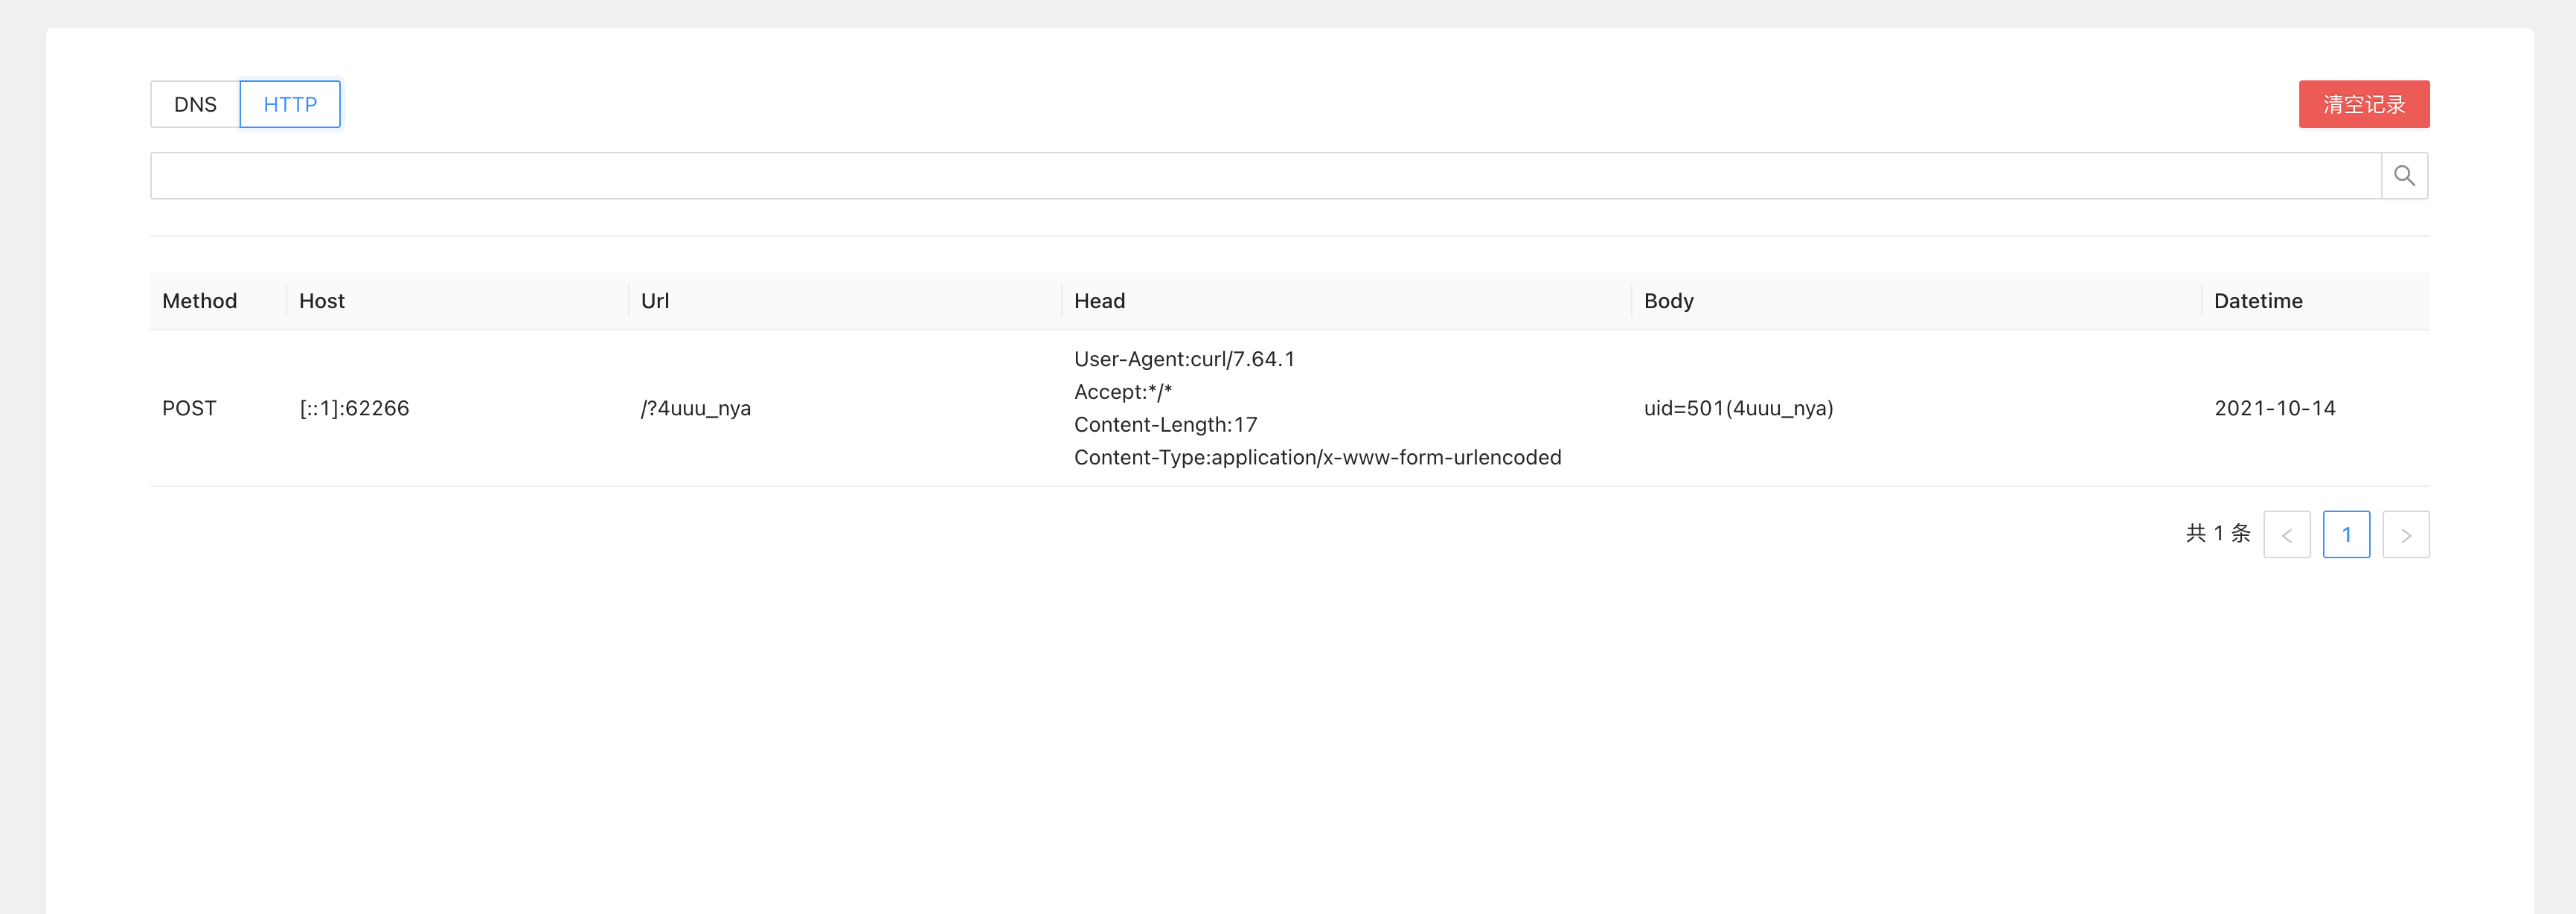 DNS HTTP 清空记录
Method Host Url Head Body Datetime
User-Agent:curl/7.64.1
Accept:*/*
POST [::1]:62266 /?4uuu_nya uid=501(4uuu_nya) 2021-10-14
Content-Length:17
Content-Type:application/x-www-form-urlencoded
共 1 条 < 1 >